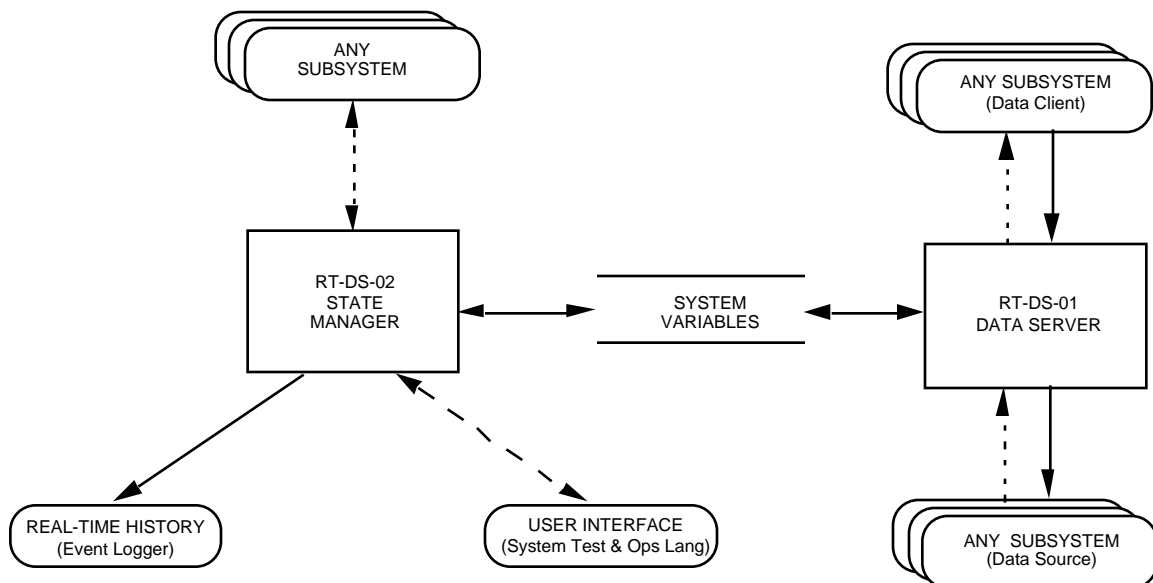 ANY
SUBSYSTEM
ANY SUBSYSTEM
(Data Client)
RT-DS-02
STATE
MANAGER
SYSTEM
VARIABLES
RT-DS-01
DATA SERVER
REAL-TIME HISTORY
(Event Logger)
USER INTERFACE
(System Test & Ops Lang)
ANY SUBSYSTEM
(Data Source)